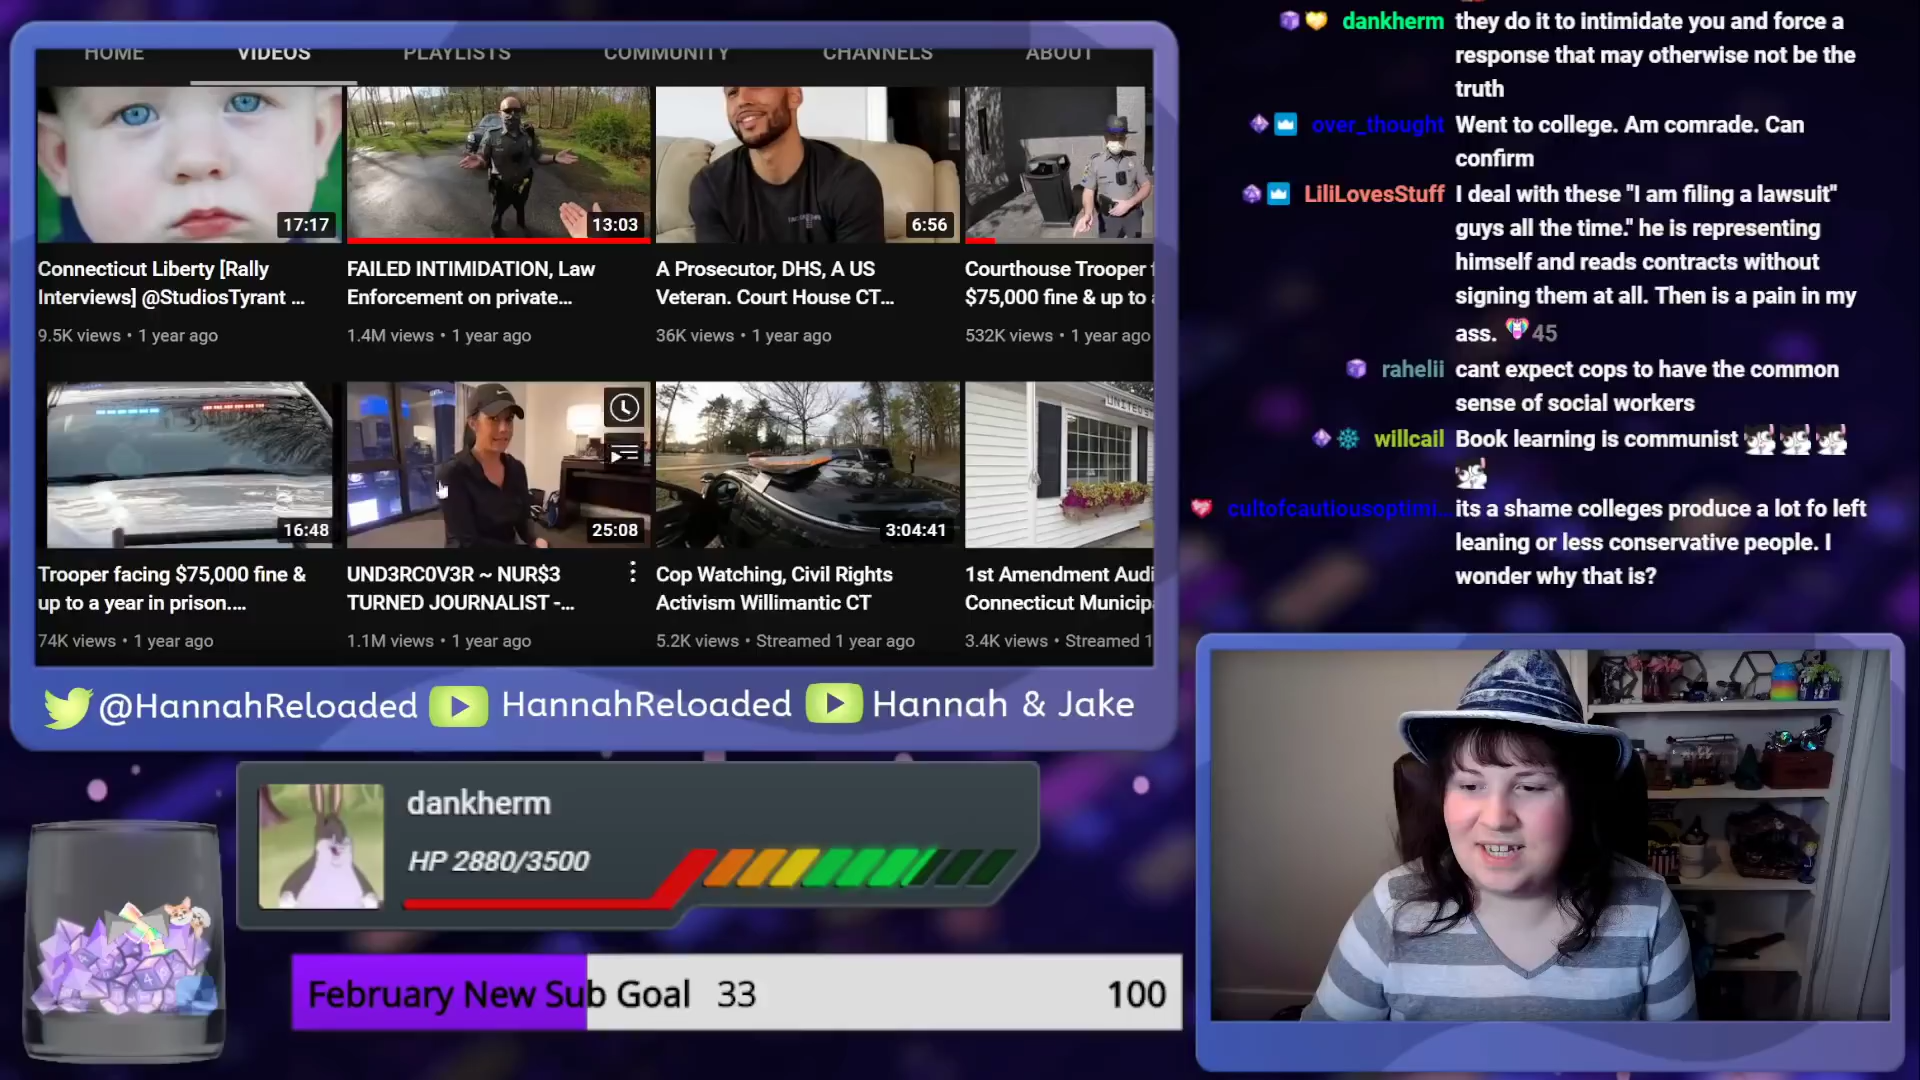 HOME VIDEOS PLAYLISTS COMMUNITY CHANNELS ABOUT
17:17
13:03
6:56
Connecticut Liberty [Rally
Interviews] @StudiosTyrant ...
9.5K views • 1 year ago
FAILED INTIMIDATION, Law
Enforcement on private...
1.4M views • 1 year ago
A Prosecutor, DHS, A US
Veteran. Court House CT...
36K views • 1 year ago
Courthouse Trooper f
$75,000 fine & up to a
532K views • 1 year ago
16:48
25:08
3:04:41
UNITED S
Trooper facing $75,000 fine &
up to a year in prison....
74K views • 1 year ago
UND3RC0V3R ~ NUR$3
TURNED JOURNALIST -...
1.1M views • 1 year ago
Cop Watching, Civil Rights
Activism Willimantic CT
5.2K views • Streamed 1 year ago
1st Amendment Audi
Connecticut Municip
3.4K views • Streamed 1
@HannahReloaded HannahReloaded Hannah & Jake
dankherm
HP 2880/3500
February New Sub Goal 33 100
dankherm they do it to intimidate you and force a
response that may otherwise not be the
truth
over_thought Went to college. Am comrade. Can
confirm
LiliLovesStuff I deal with these "I am filing a lawsuit"
guys all the time." he is representing
himself and reads contracts without
signing them at all. Then is a pain in my
ass. 45
rahelii cant expect cops to have the common
sense of social workers
willcail Book learning is communist
cultofcautiousoptimi... its a shame colleges produce a lot fo left
leaning or less conservative people. I
wonder why that is?